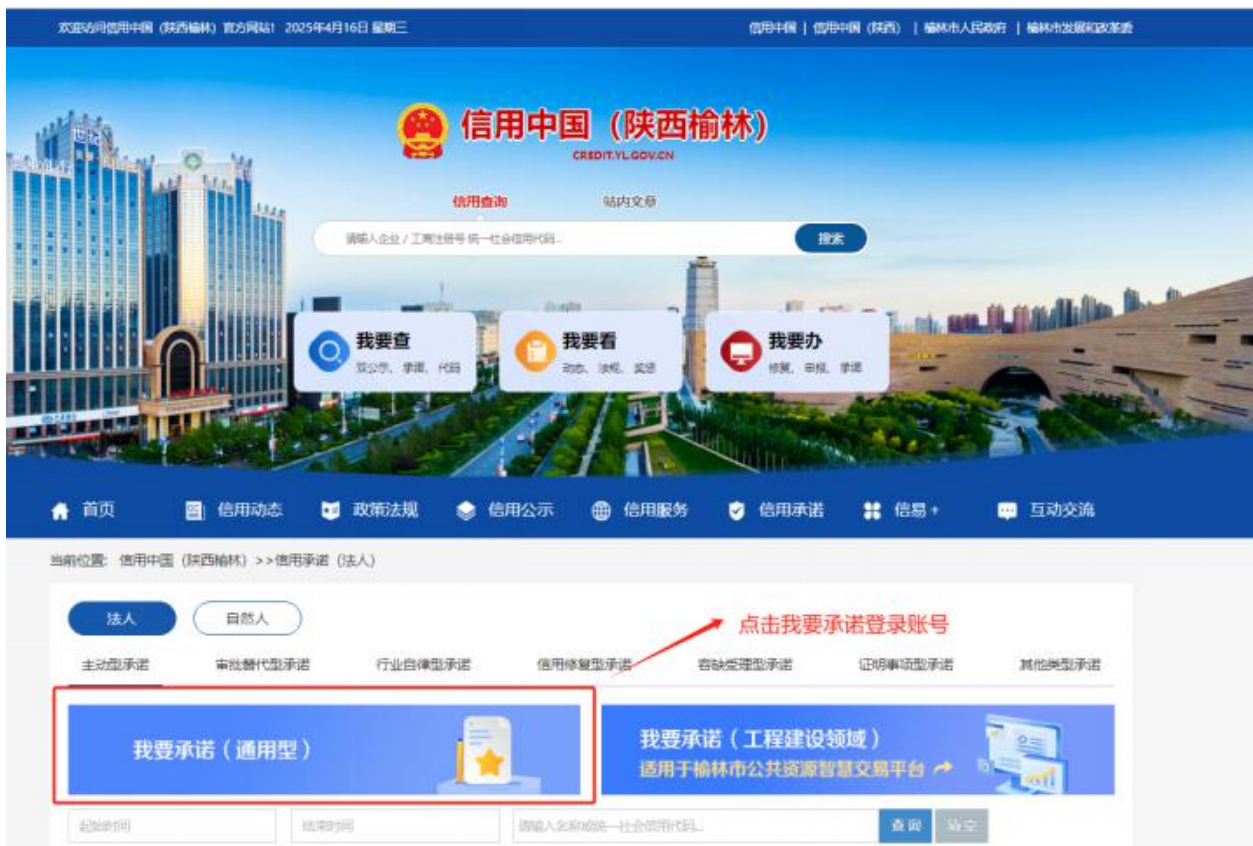 欢迎访问信用中国（陕西榆林）官方网站！ 2025年4月16日 星期三
信用中国 | 信用中国（陕西） | 榆林市人民政府 | 榆林市发展和改革委
信用中国（陕西榆林）
CREDIT.YL.GOV.CN
信用查询 站内文章
请输入企业 / 工商注册号 统一社会信用代码... 搜索
我要查 我要看 我要办
双公示、承诺、代码 动态、法规、奖惩 修复、申报、承诺
首页 信用动态 政策法规 信用公示 信用服务 信用承诺 信易+ 互动交流
当前位置: 信用中国（陕西榆林）>>信用承诺（法人）
法人 自然人
点击我要承诺登录账号
主动型承诺 审批替代型承诺 行业自律型承诺 信用修复型承诺 容缺受理型承诺 证明事项型承诺 其他类型承诺
我要承诺（通用型）
我要承诺（工程建设领域）
适用于榆林市公共资源智慧交易平台
起始时间 结束时间 请输入名称或统一社会信用代码... 查询 清空